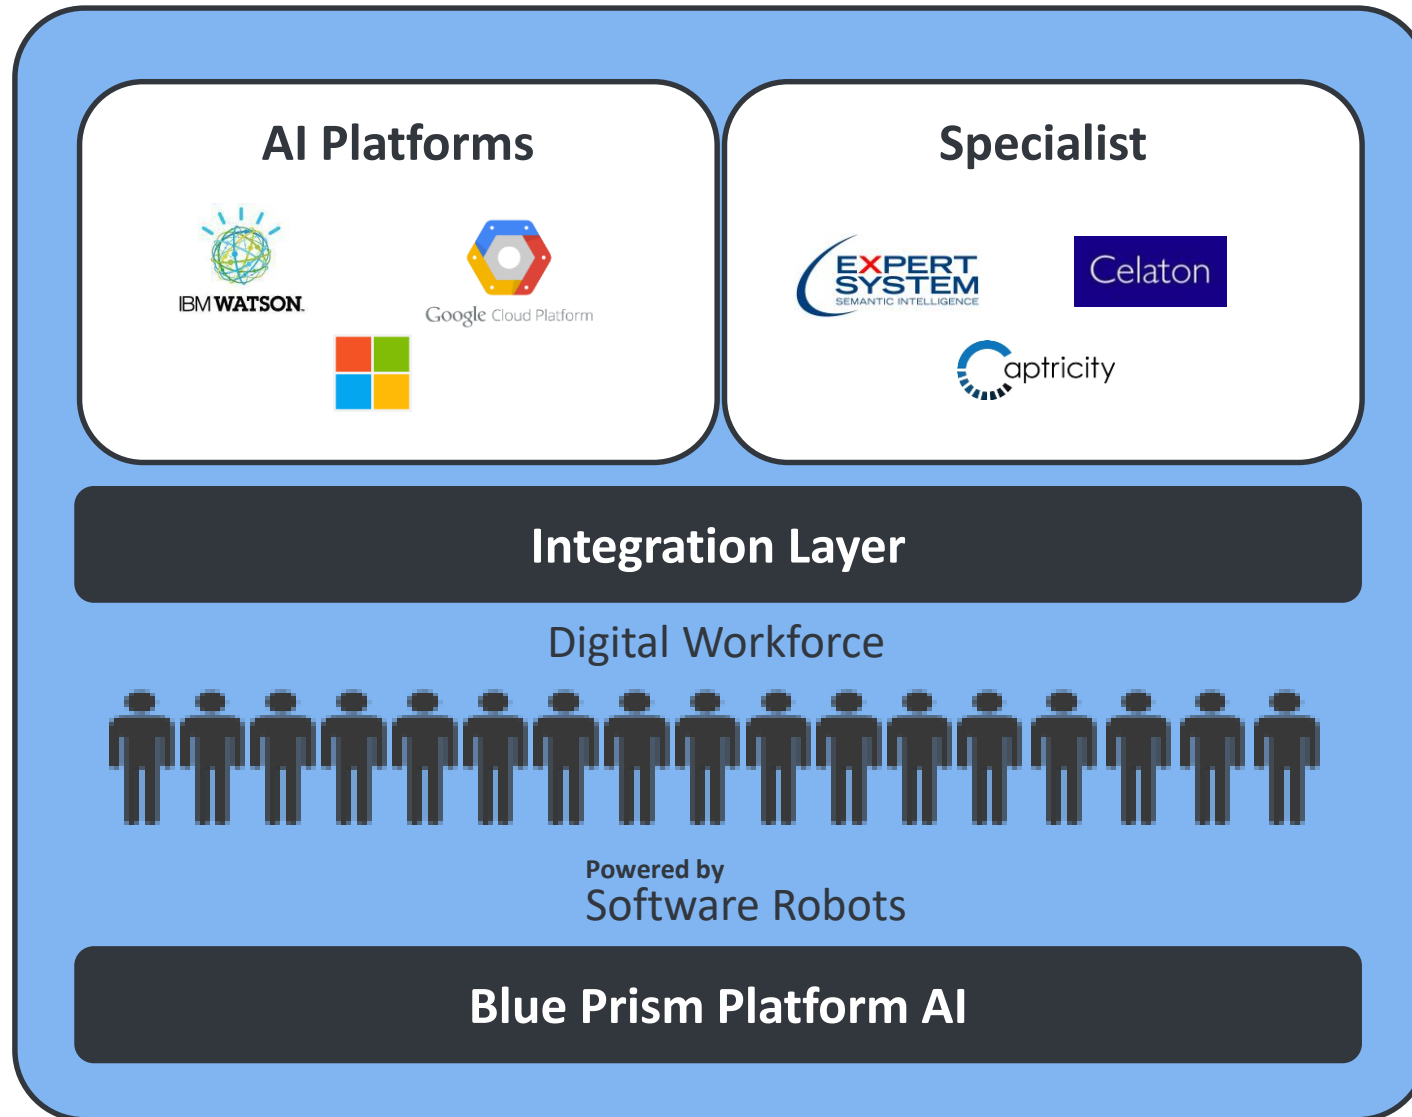 AI Platforms
Specialist
IBM WATSON
Google Cloud Platform
EXPERT
SYSTEM
SEMANTIC INTELLIGENCE
Celaton
Captricity
Integration Layer
Digital Workforce
Powered by
Software Robots
Blue Prism Platform AI